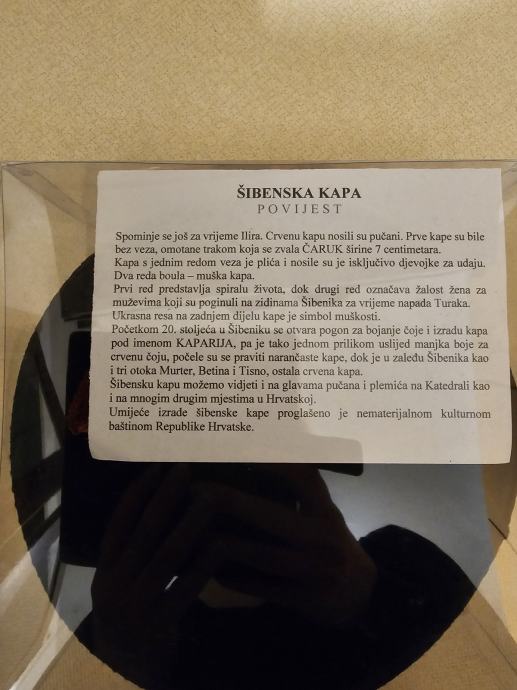 ŠIBENSKA KAPA
POVIJEST
Spominje se još za vrijeme Ilira. Crvenu kapu nosili su pučani. Prve kape su bile
bez veza, omotane trakom koja se zvala ČARUK širine 7 centimetara.
Kapa s jednim redom veza je plića i nosile su je isključivo djevojke za udaju.
Dva reda boula – muška kapa.
Prvi red predstavlja spiralu života, dok drugi red označava žalost žena za
muževima koji su poginuli na zidinama Šibenika za vrijeme napada Turaka.
Ukrasna resa na zadnjem dijelu kape je simbol muškosti.
Početkom 20. stoljeća u Šibeniku se otvara pogon za bojanje čoje i izradu kapa
pod imenom KAPARIJA, pa je tako jednom prilikom uslijed manjka boje za
crvenu čoju, počele su se praviti narančaste kape, dok je u zaleđu Šibenika kao
i tri otoka Murter, Betina i Tisno, ostala crvena kapa.
Šibensku kapu možemo vidjeti i na glavama pučana i plemića na Katedrali kao
i na mnogim drugim mjestima u Hrvatskoj.
Umijeće izrade šibenske kape proglašeno je nematerijalnom kulturnom
baštinom Republike Hrvatske.